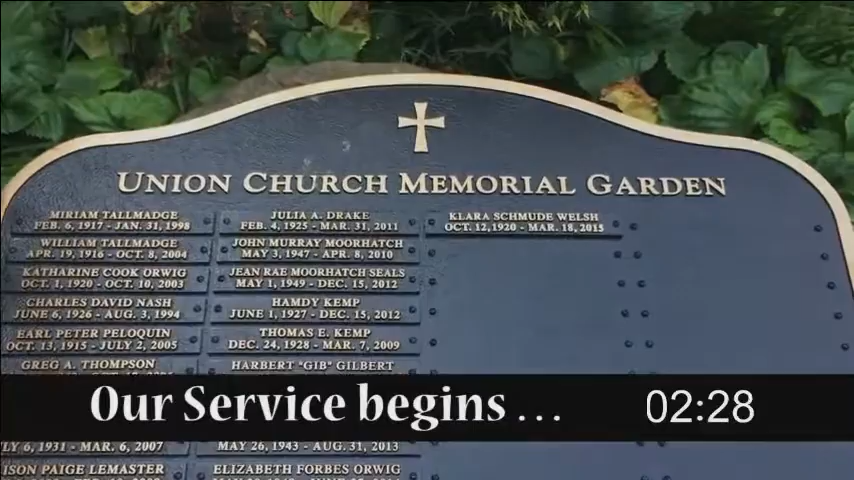 UNION CHURCH MEMORIAL GARDEN
MIRIAM TALLMADGE
FEB. 6, 1917 - JAN. 31, 1998
WILLIAM TALLMADGE
APR. 19, 1916 - OCT. 8, 2004
KATHARINE COOK ORWIG
OCT. 1, 1920 - OCT. 10, 2003
CHARLES DAVID NASH
JUNE 6, 1926 - AUG. 3, 1994
EARL PETER PELOQUIN
OCT. 13, 1915 - JULY 2, 2005
GREG A. THOMPSON
LY 6, 1931 - MAR. 6, 2007
ISON PAIGE LEMASTER
JULIA A. DRAKE
FEB. 4, 1925 - MAR. 31, 2011
JOHN MURRAY MOORHATCH
MAY 3, 1947 - APR. 8, 2010
JEAN RAE MOORHATCH SEALS
MAY 1, 1949 - DEC. 15, 2012
HAMDY KEMP
JUNE 1, 1927 - DEC. 15, 2012
THOMAS E. KEMP
DEC. 24, 1928 - MAR. 7, 2009
HARBERT "GIB" GILBERT
MAY 26, 1943 - AUG. 31, 2013
ELIZABETH FORBES ORWIG
KLARA SCHMUDE WELSH
OCT. 12, 1920 - MAR. 18, 2015
Our Service begins . . . 02:28